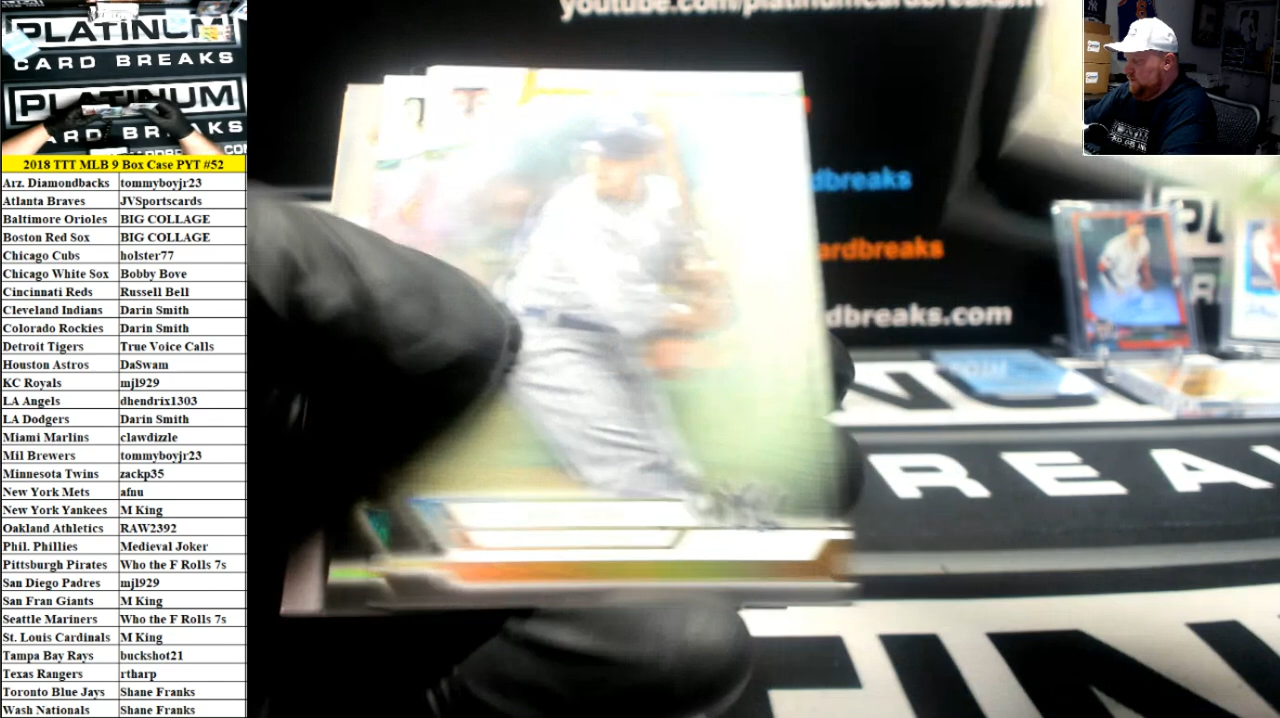 youtube.com/platinumcardbreaks
PLATINUM
CARD BREAKS
PLATINUM
ARD BR AKS
2018 TTT MLB 9 Box Case PYT #52
Arz. Diamondbacks tommyboyjr23
Atlanta Braves JVSportscards
Baltimore Orioles BIG COLLAGE
Boston Red Sox BIG COLLAGE
Chicago Cubs holster77
Chicago White Sox Bobby Bove
Cincinnati Reds Russell Bell
Cleveland Indians Darin Smith
Colorado Rockies Darin Smith
Detroit Tigers True Voice Calls
Houston Astros DaSwam
KC Royals mjl929
LA Angels dhendrix1303
LA Dodgers Darin Smith
Miami Marlins clawdizzle
Mil Brewers tommyboyjr23
Minnesota Twins zackp35
New York Mets afnu
New York Yankees M King
Oakland Athletics RAW2392
Phil. Phillies Medieval Joker
Pittsburgh Pirates Who the F Rolls 7s
San Diego Padres mjl929
San Fran Giants M King
Seattle Mariners Who the F Rolls 7s
St. Louis Cardinals M King
Tampa Bay Rays buckshot21
Texas Rangers rtharp
Toronto Blue Jays Shane Franks
Wash Nationals Shane Franks
dbreaks
ardbreaks
dbreaks.com
REA
TINU